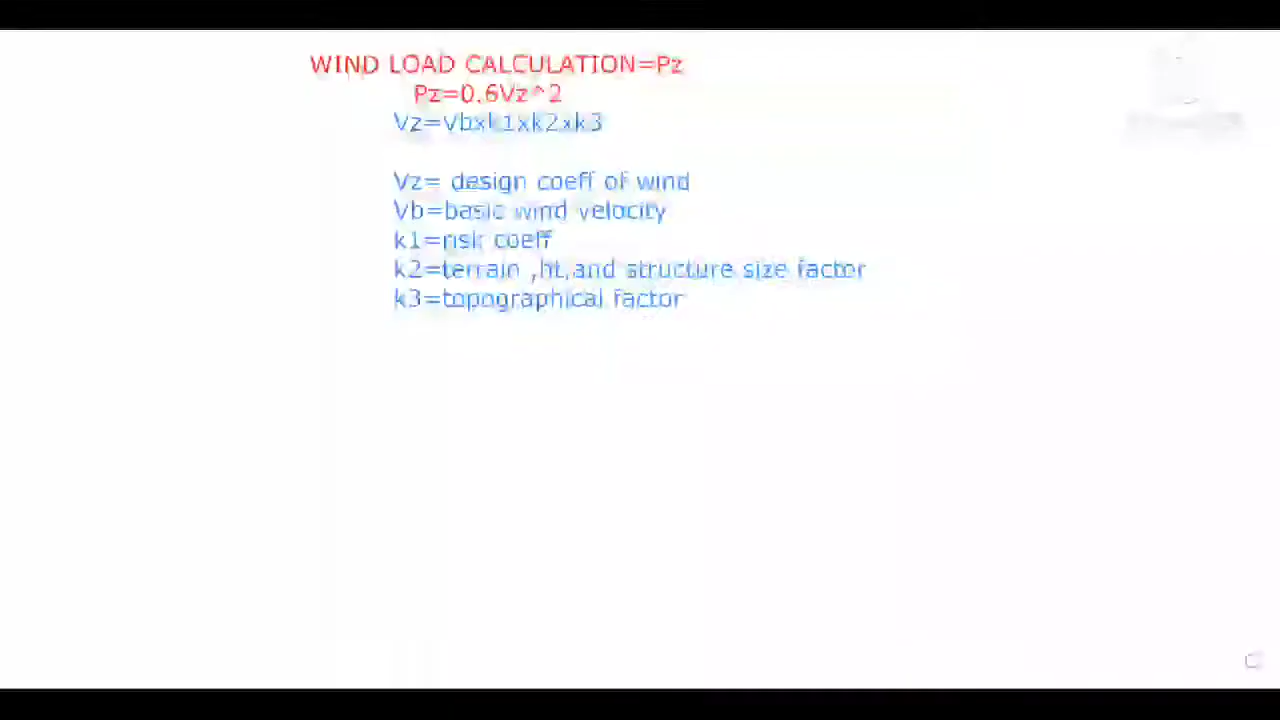 WIND LOAD CALCULATION=Pz
Pz=0.6Vz^2
Vz=Vbxk1xk2xk3
Vz= design coeff of wind
Vb=basic wind velocity
k1=risk coeff
k2=terrain ,ht,and structure size factor
k3=topographical factor